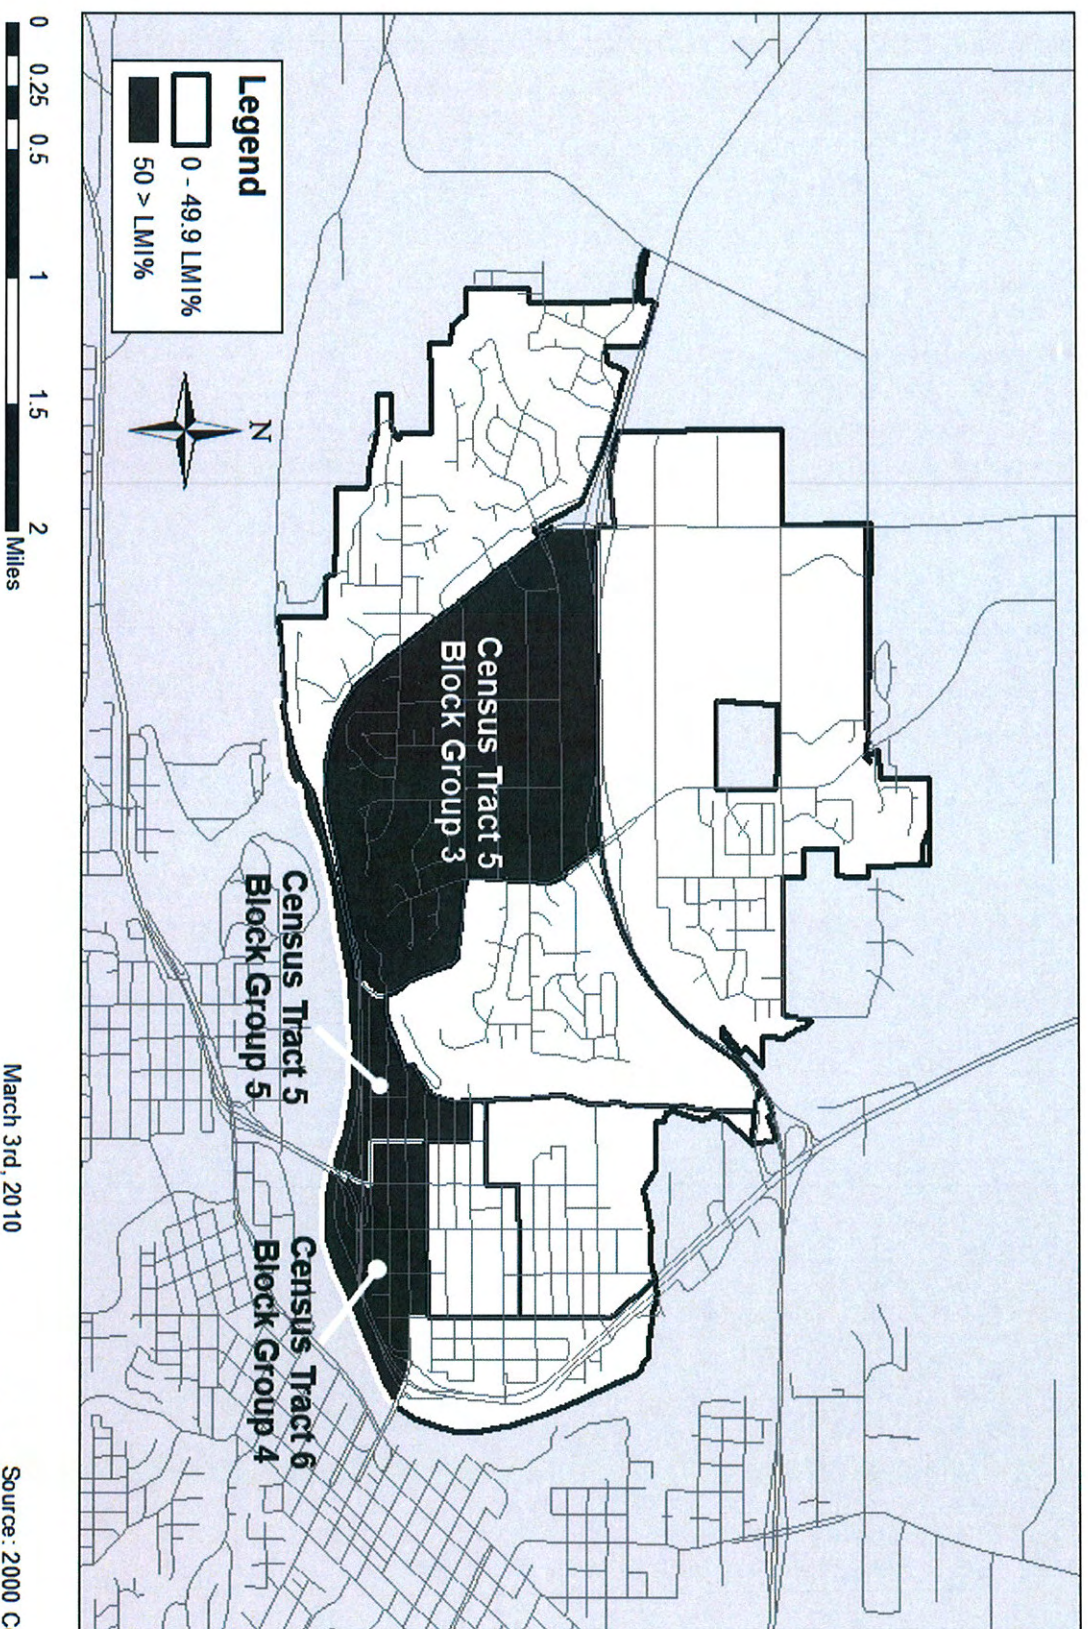 Legend
0 - 49.9 LMI%
50 > LMI%
N
Census Tract 5
Block Group 3
Census Tract 5
Block Group 5
Census Tract 6
Block Group 4
0 0.25 0.5 1 1.5 2 Miles
March 3rd, 2010
Source: 2000 C